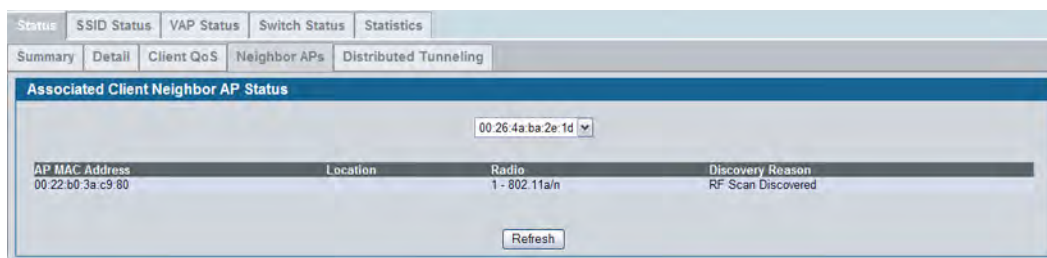 Status SSID Status VAP Status Switch Status Statistics
Summary Detail Client QoS Neighbor APs Distributed Tunneling
Associated Client Neighbor AP Status
00:26:4a:ba:2e:1d
AP MAC Address Location Radio Discovery Reason
00:22:b0:3a:c9:80 1 - 802.11a/n RF Scan Discovered
Refresh